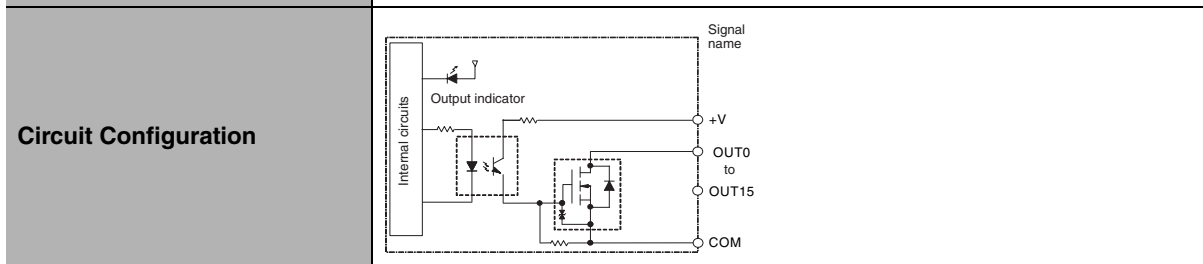 Circuit Configuration
Signal
name
Internal circuits
Output indicator
+V
OUT0
to
OUT15
COM